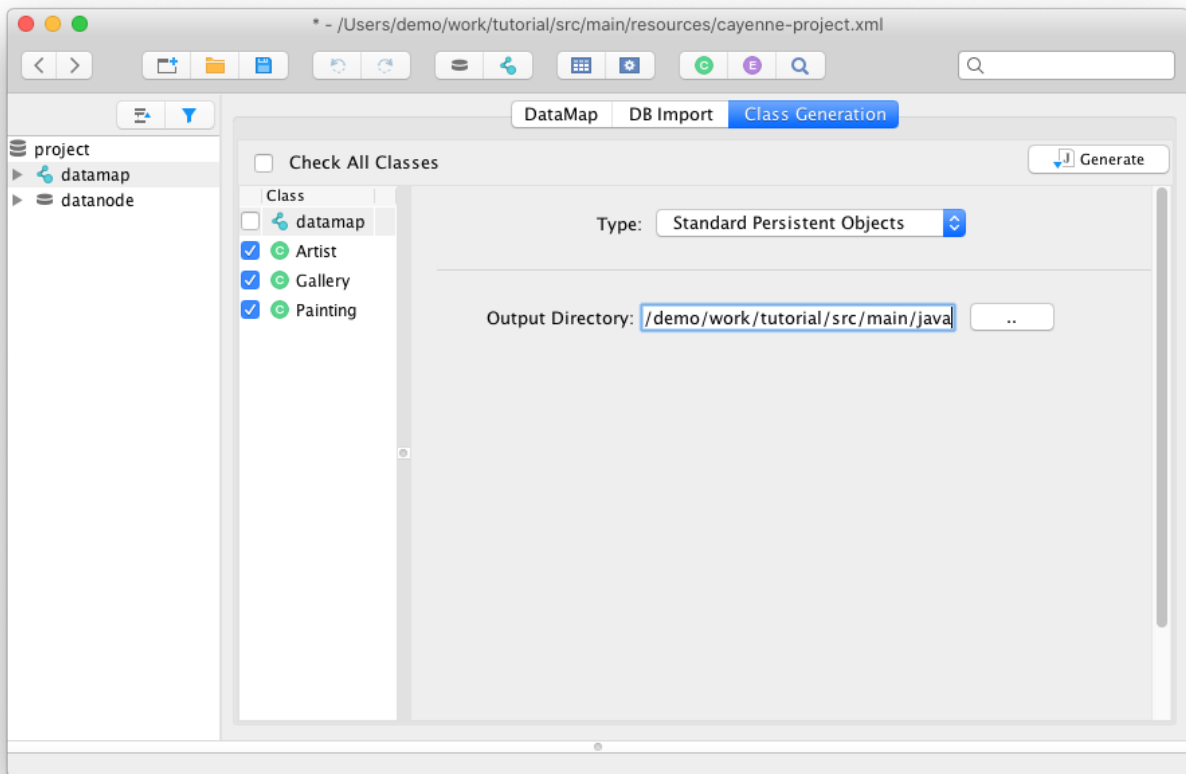 * - /Users/demo/work/tutorial/src/main/resources/cayenne-project.xml
C
E
DataMap DB Import Class Generation
project
datamap
datanode
Check All Classes
J Generate
Class
datamap
C Artist
C Gallery
C Painting
Type: Standard Persistent Objects
Output Directory: /demo/work/tutorial/src/main/java ..